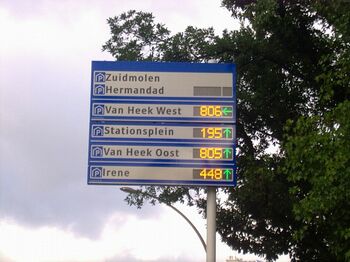 P Zuidmolen
P Hermandad
P Van Heek West 806 ←
P Stationsplein 195 ↑
P Van Heek Oost 805 ↑
P Irene 448 ↑